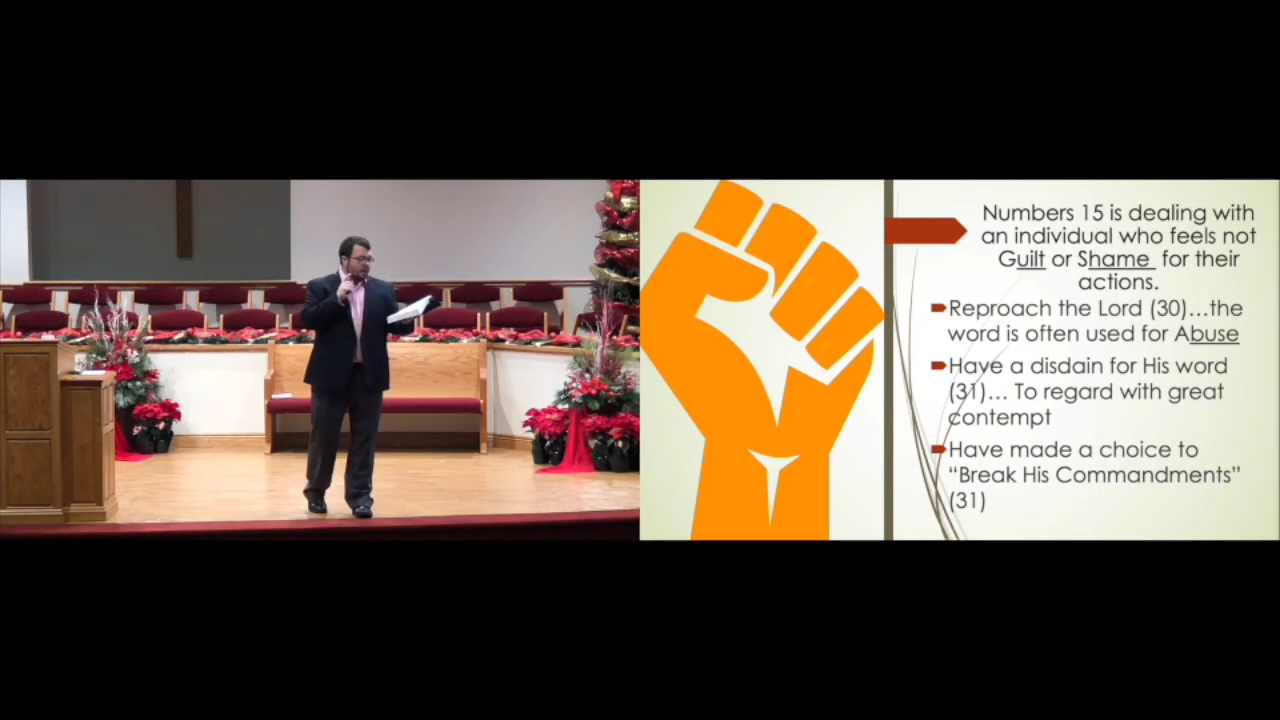 Numbers 15 is dealing with
an individual who feels not
Guilt or Shame for their
actions.
Reproach the Lord (30)...the
word is often used for Abuse
Have a disdain for His word
(31)... To regard with great
contempt
Have made a choice to
“Break His Commandments”
(31)